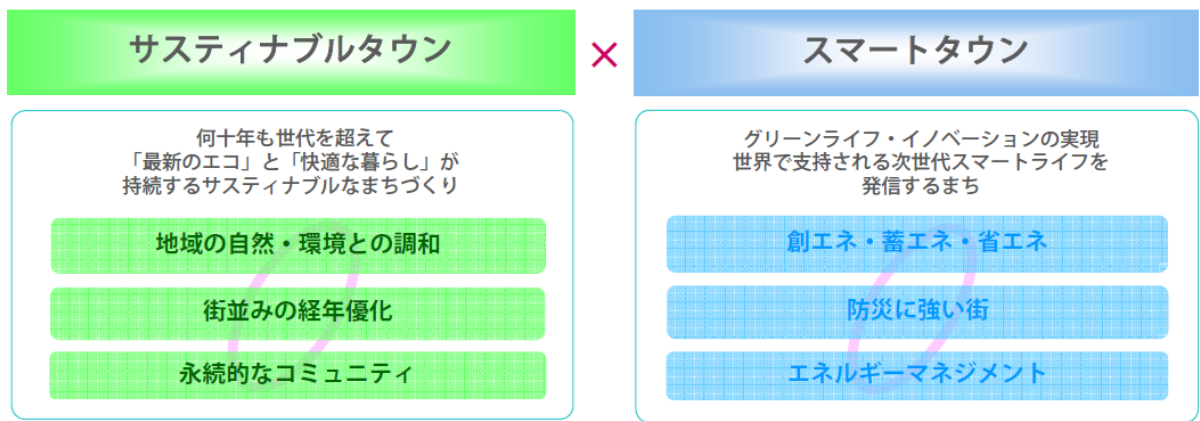 サスティナブルタウン
×
スマートタウン
何十年も世代を超えて
「最新のエコ」と「快適な暮らし」が
持続するサスティナブルなまちづくり
地域の自然・環境との調和
街並みの経年優化
永続的なコミュニティ
グリーンライフ・イノベーションの実現
世界で支持される次世代スマートライフを
発信するまち
創エネ・蓄エネ・省エネ
防災に強い街
エネルギーマネジメント